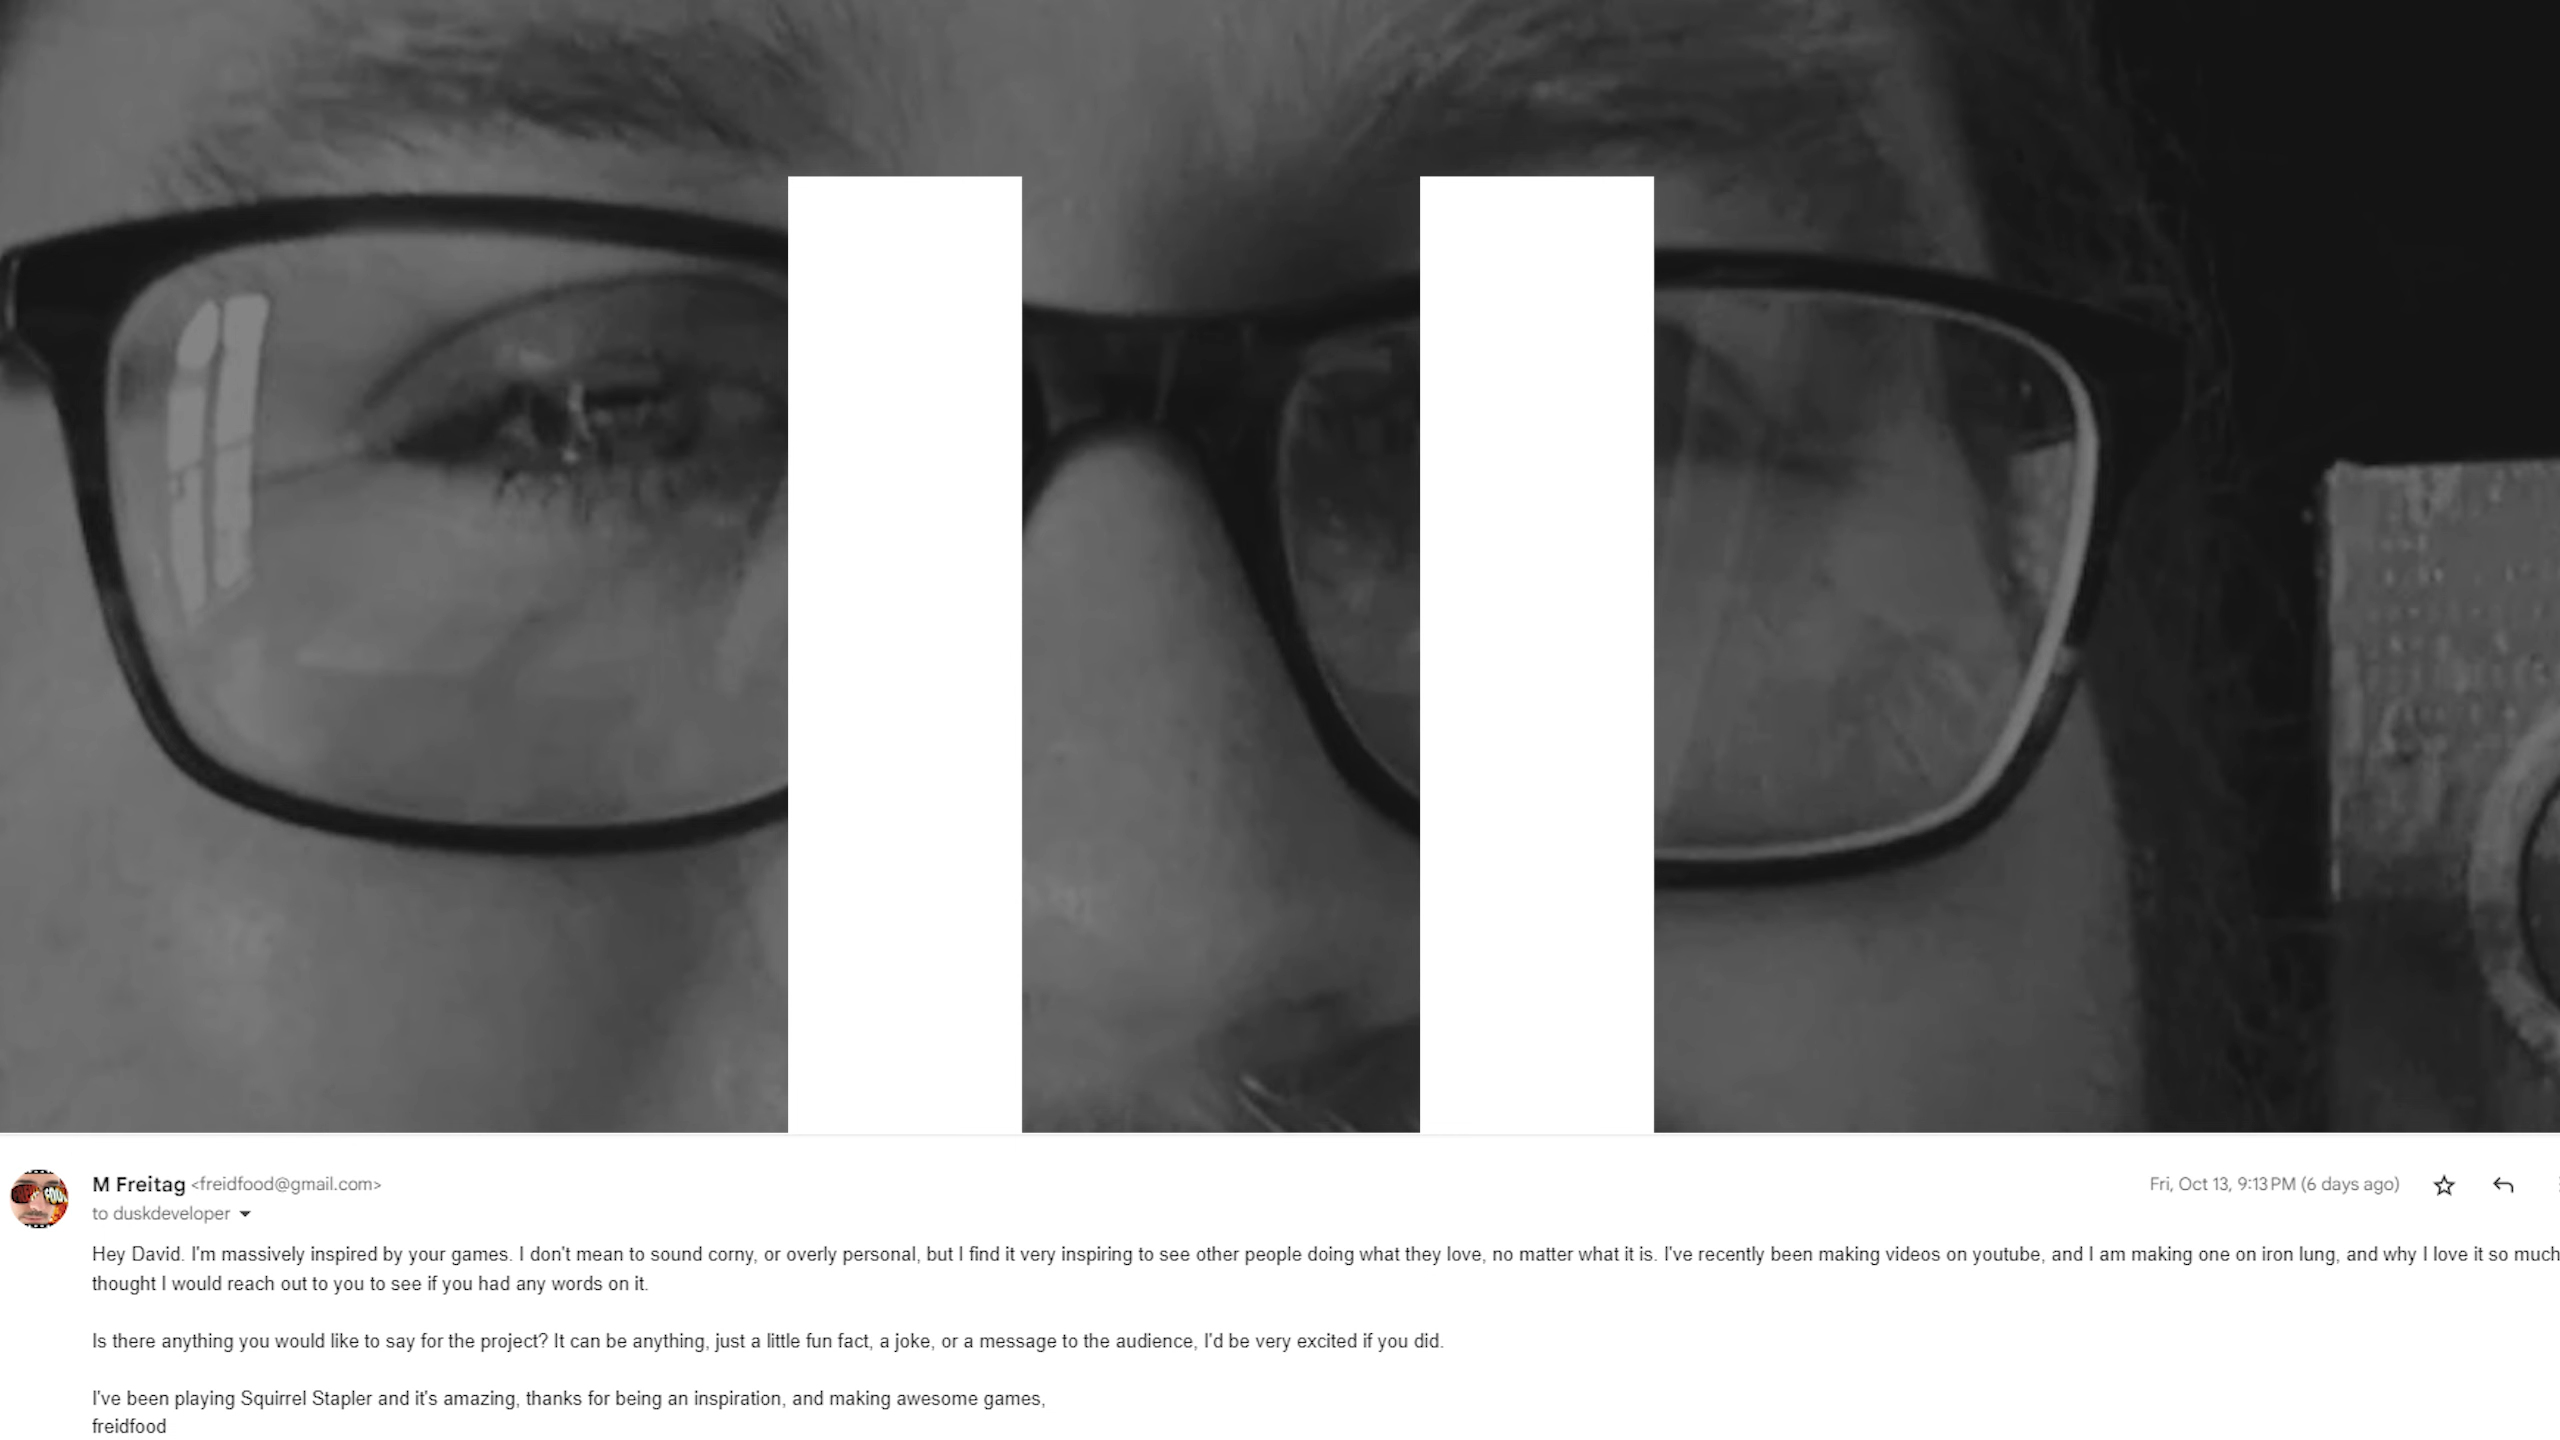 M Freitag <freidfood@gmail.com>
Fri, Oct 13, 9:13 PM (6 days ago)
to duskdeveloper
Hey David. I'm massively inspired by your games. I don't mean to sound corny, or overly personal, but I find it very inspiring to see other people doing what they love, no matter what it is. I've recently been making videos on youtube, and I am making one on iron lung, and why I love it so much
thought I would reach out to you to see if you had any words on it.
Is there anything you would like to say for the project? It can be anything, just a little fun fact, a joke, or a message to the audience, I'd be very excited if you did.
I've been playing Squirrel Stapler and it's amazing, thanks for being an inspiration, and making awesome games,
freidfood